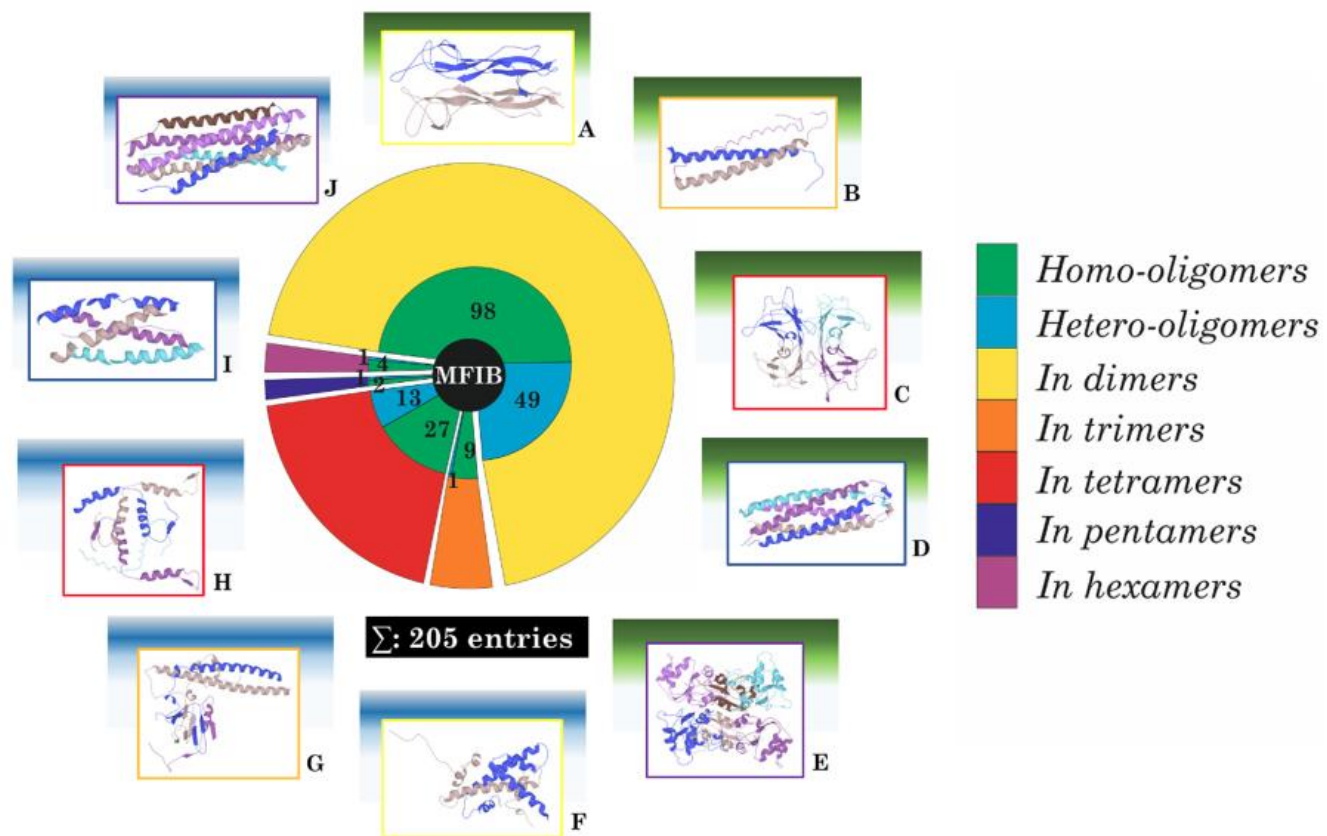 A
J
B
98
I
1
4
MFIB
1
2
13
49
C
27
9
1
D
H
∑: 205 entries
G
F
E
Homo-oligomers
Hetero-oligomers
In dimers
In trimers
In tetramers
In pentamers
In hexamers